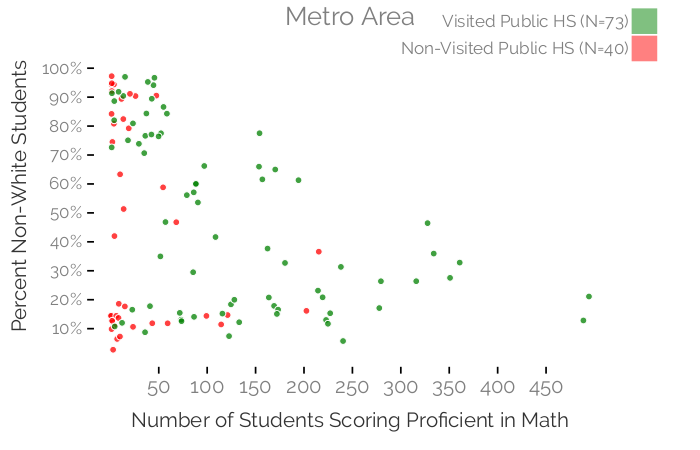 Metro Area
Visited Public HS (N=73)
Non-Visited Public HS (N=40)
Percent Non-White Students
100%
90%
80%
70%
60%
50%
40%
30%
20%
10%
50 100 150 200 250 300 350 400 450
Number of Students Scoring Proficient in Math